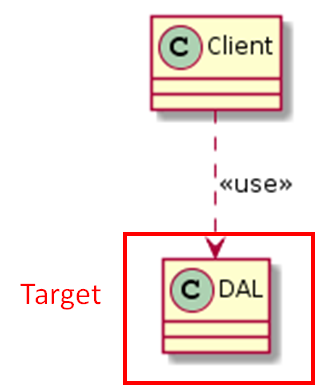 C Client
«use»
Target
C DAL